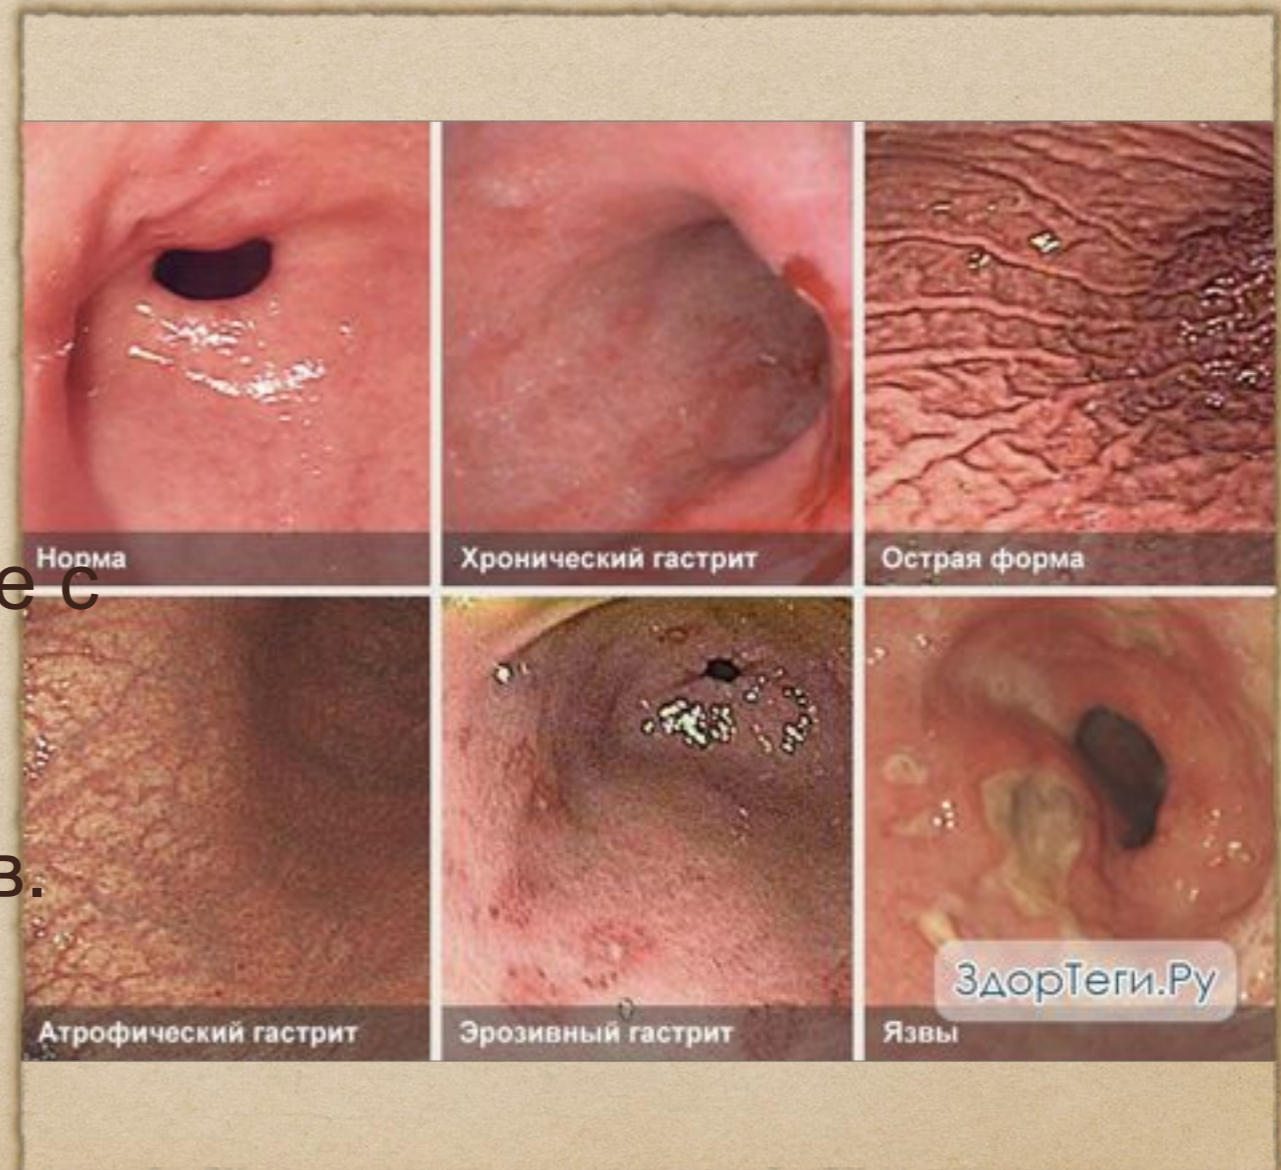 Норма
Хронический гастрит
Острая форма
е с
в.
Атрофический гастрит
Эрозивный гастрит
ЗдорТеги.Ру
Язвы